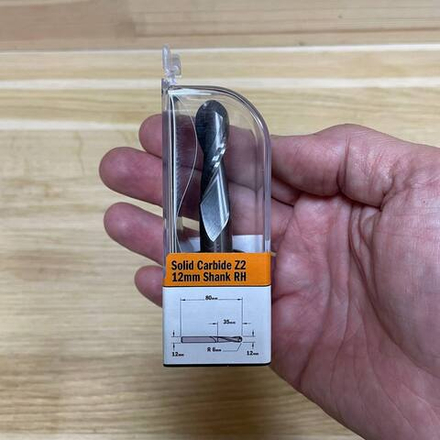 Solid Carbide Z2
12mm Shank RH
80mm
35mm
12mm
R 6mm
12mm